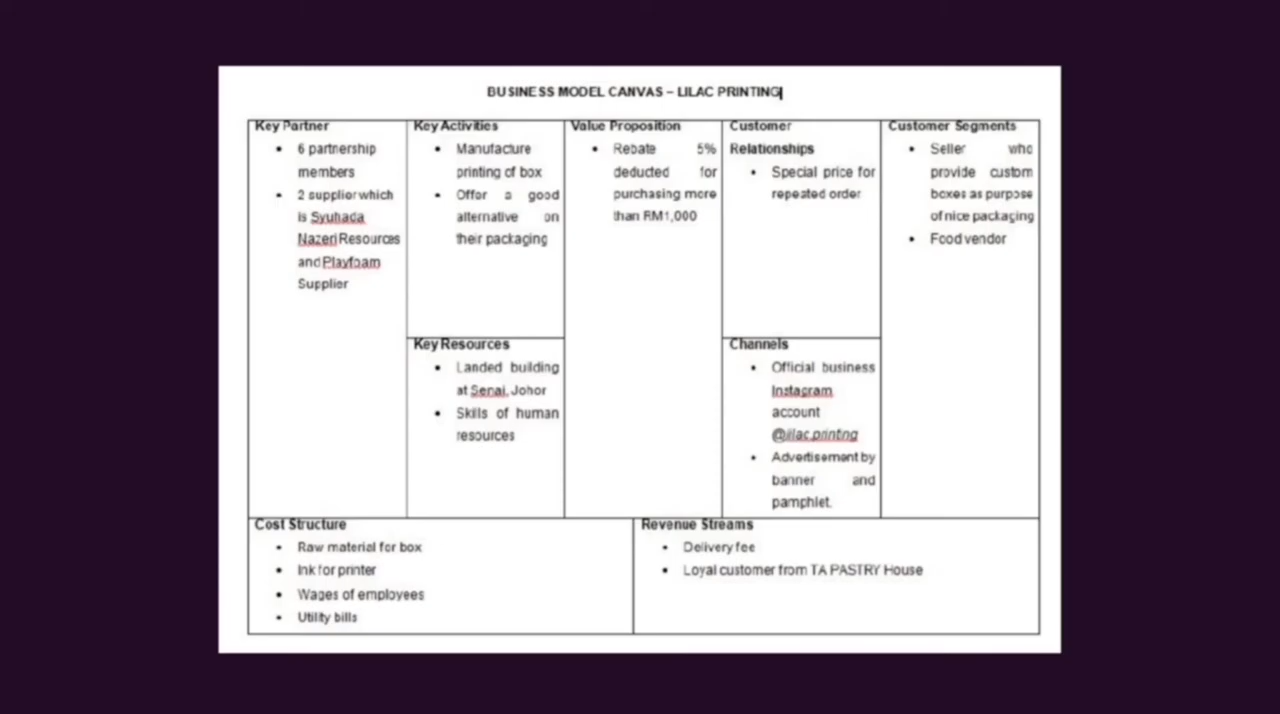 BUSINESS MODEL CANVAS – LILAC PRINTING
Key Partner
• 6 partnership
members
• 2 supplier which
is Syuhada
Nazeri Resources
and Playfoam
Supplier
Key Activities
• Manufacture
printing of box
• Offer a good
alternative on
their packaging
Key Resources
• Landed building
at Senai, Johor
• Skills of human
resources
Value Proposition
• Rebate 5%
deducted for
purchasing more
than RM1,000
Customer
Relationships
• Special price for
repeated order
Channels
• Official business
Instagram
account
@lilac.printing
• Advertisement by
banner and
pamphlet.
Customer Segments
• Seller who
provide custom
boxes as purpose
of nice packaging
• Food vendor
Cost Structure
• Raw material for box
• Ink for printer
• Wages of employees
• Utility bills
Revenue Streams
• Delivery fee
• Loyal customer from TA PASTRY House